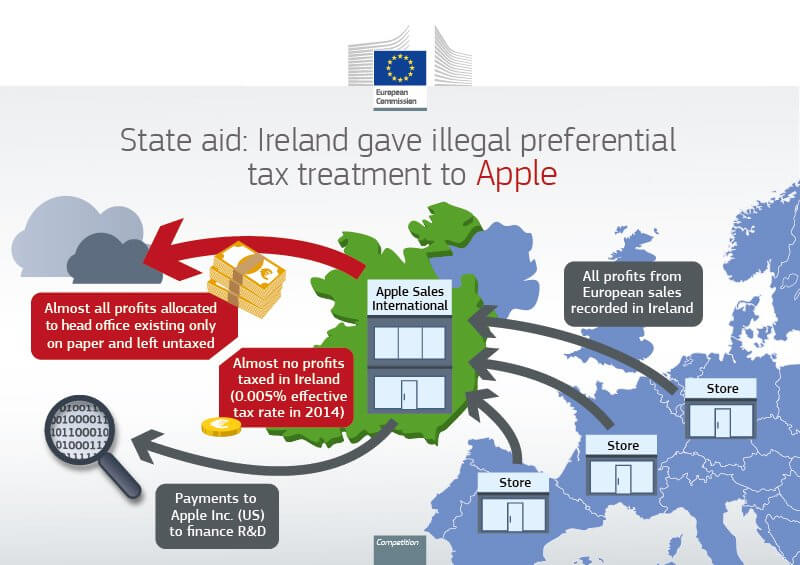 European
Commission
State aid: Ireland gave illegal preferential
tax treatment to Apple
Apple Sales
International
All profits from
European sales
recorded in Ireland
Almost all profits allocated
to head office existing only
on paper and left untaxed
Almost no profits
taxed in Ireland
(0.005% effective
tax rate in 2014)
Store
Store
Store
Payments to
Apple Inc. (US)
to finance R&D
Competition